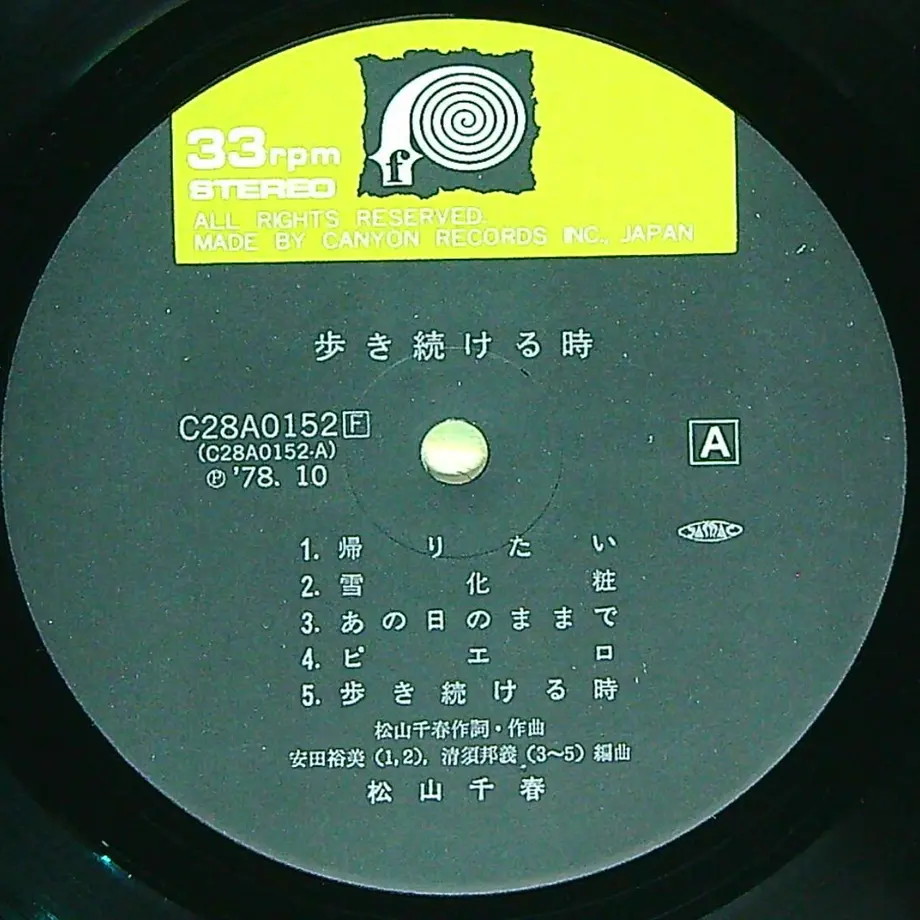 f
33rpm
STEREO
ALL RIGHTS RESERVED.
MADE BY CANYON RECORDS INC., JAPAN
歩き続ける時
C28A0152 F
(C28A0152-A)
℗ '78. 10
A
JASRAC
1. 帰りたい
2. 雪化粧
3. あの日のままで
4. ピエロ
5. 歩き続ける時
松山千春作詞・作曲
安田裕美 (1,2), 清須邦義 (3〜5) 編曲
松山千春